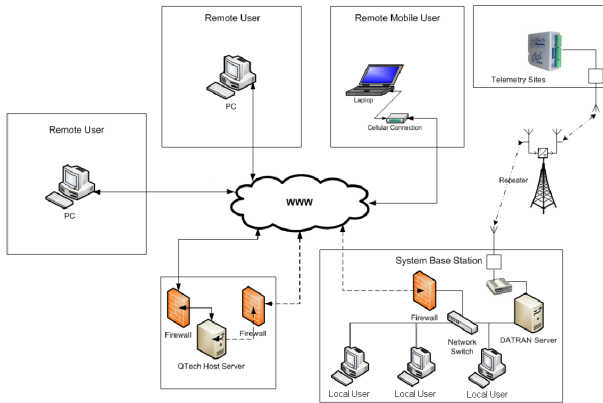 Remote User
PC
Remote Mobile User
Laptop
Cellular Connection
Telemetry Sites
Remote User
PC
Repeater
WWW
System Base Station
Firewall
Firewall
QTech Host Server
Firewall
Network
Switch
DATRAN Server
Local User
Local User
Local User